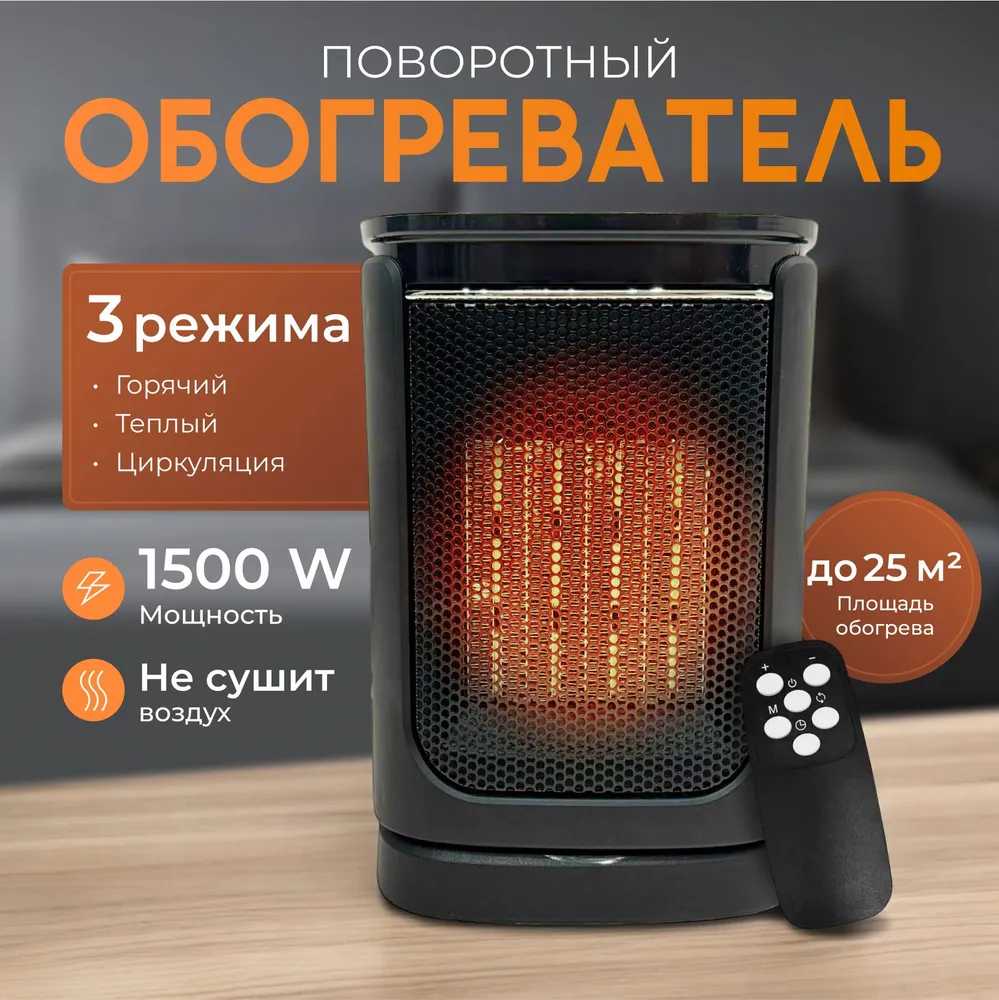 ПОВОРОТНЫЙ
ОБОГРЕВАТЕЛЬ
3 режима
• Горячий
• Теплый
• Циркуляция
1500 W
Мощность
Не сушит
воздух
до 25 м²
Площадь
обогрева
+ −
M